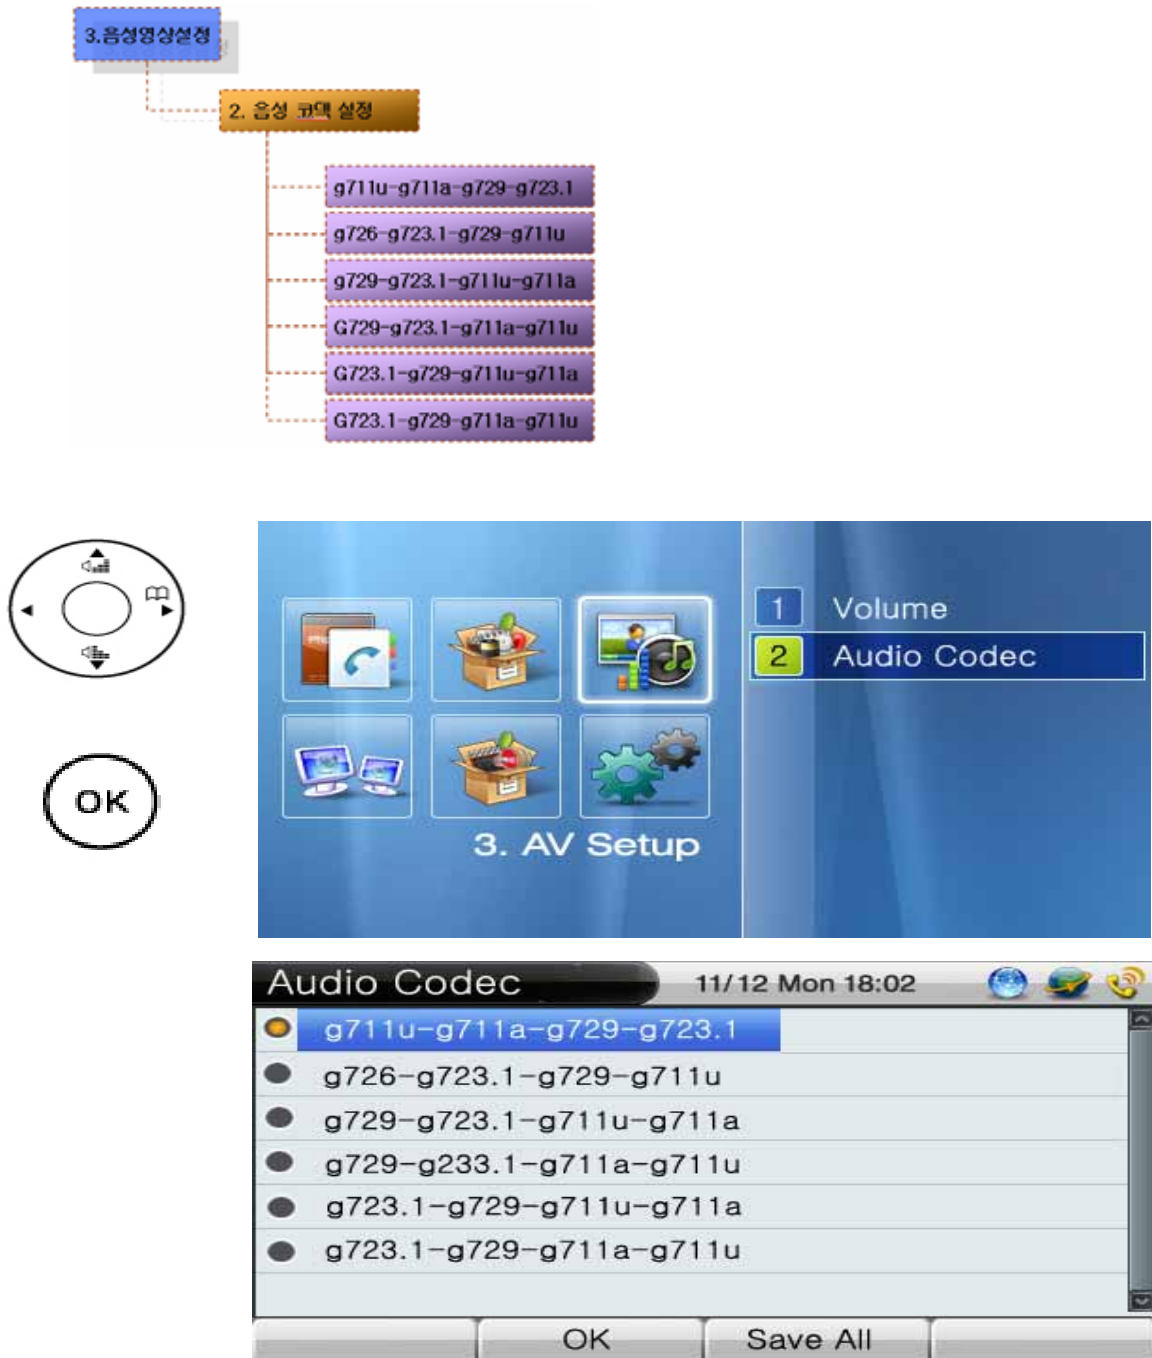 3.음성영상설정
2. 음성 코덱 설정
g711u-g711a-g729-g723.1
g726-g723.1-g729-g711u
g729-g723.1-g711u-g711a
G729-g723.1-g711a-g711u
G723.1-g729-g711u-g711a
G723.1-g729-g711a-g711u
1 Volume
2 Audio Codec
OK
3. AV Setup
Audio Codec 11/12 Mon 18:02
g711u-g711a-g729-g723.1
g726-g723.1-g729-g711u
g729-g723.1-g711u-g711a
g729-g233.1-g711a-g711u
g723.1-g729-g711u-g711a
g723.1-g729-g711a-g711u
OK Save All